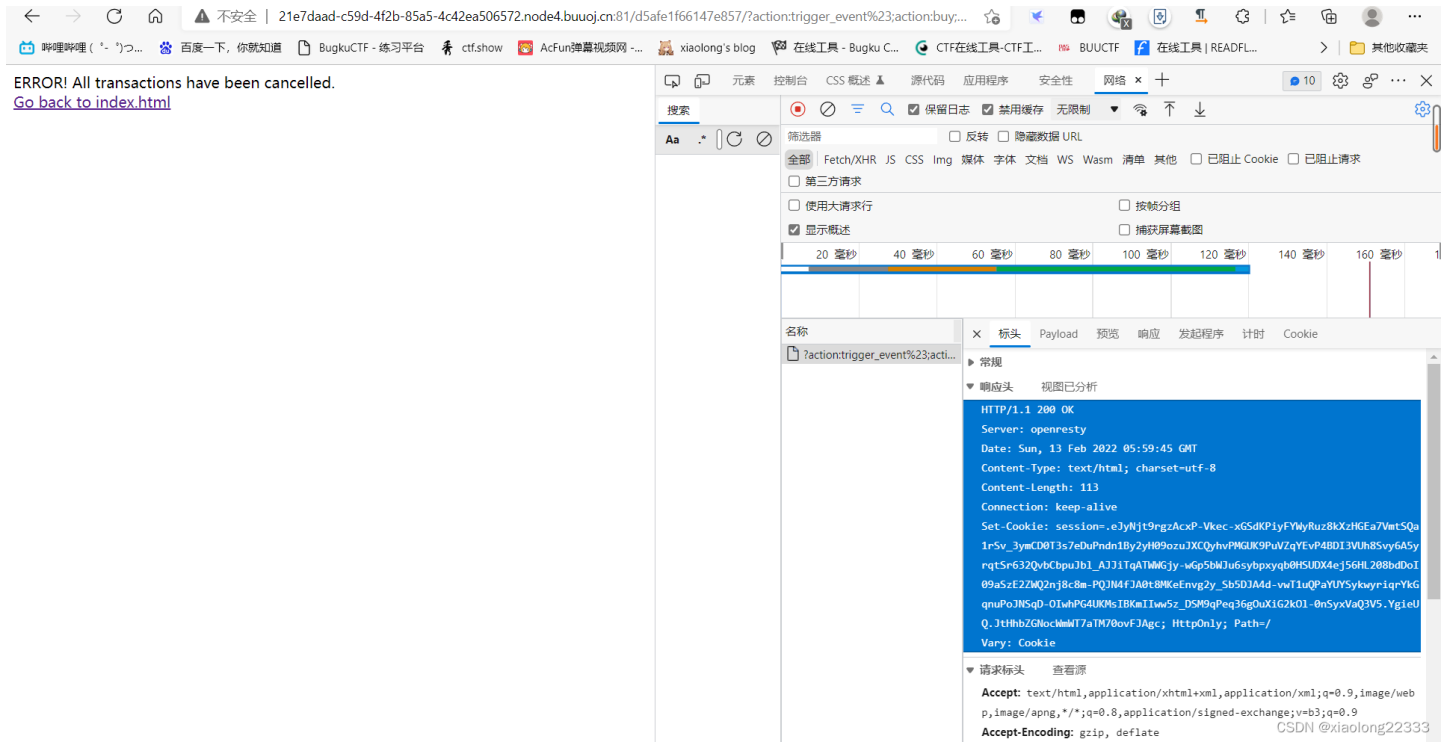 不安全 | 21e7daad-c59d-4f2b-85a5-4c42ea506572.node4.buuoj.cn:81/d5afe1f66147e857/?action:trigger_event%23;action:buy;...
哔哩哔哩 ( ゜- ゜)つ... 百度一下，你就知道 BugkuCTF - 练习平台 ctf.show AcFun弹幕视频网 -... xiaolong's blog 在线工具 - Bugku C... CTF在线工具-CTF工... BUUCTF 在线工具 | READFL... 其他收藏夹
ERROR! All transactions have been cancelled.
Go back to index.html
元素 控制台 CSS 概述 源代码 应用程序 安全性 网络 10
搜索
Aa .*
保留日志 禁用缓存 无限制
筛选器 反转 隐藏数据 URL
全部 Fetch/XHR JS CSS Img 媒体 字体 文档 WS Wasm 清单 其他 已阻止 Cookie 已阻止请求
第三方请求
使用大请求行 按帧分组
显示概述 捕获屏幕截图
20 毫秒 40 毫秒 60 毫秒 80 毫秒 100 毫秒 120 毫秒 140 毫秒 160 毫秒
名称
?action:trigger_event%23;acti...
标头 Payload 预览 响应 发起程序 计时 Cookie
常规
响应头 视图已分析
HTTP/1.1 200 OK
Server: openresty
Date: Sun, 13 Feb 2022 05:59:45 GMT
Content-Type: text/html; charset=utf-8
Content-Length: 113
Connection: keep-alive
Set-Cookie: session=.eJyNjt9rgzAcxP-Vkec-xGSdKPiyFYWyRuz8kXzHGEa7VmtSQa
1rSv_3ymCD0T3s7eDuPndn1By2yH09ozuJXCQyhvPMGUK9PuVZqYEvP4BDI3VUh8Svy6A5y
rqtSr632QvbCbpuJbl_AJJiTqATWWGjy-wGp5bWJu6sybpxyqb0HSUDX4ej56HL208bdDoI
09aSzE2ZWQ2nj8c8m-PQJN4fJA0t8MKeEnvg2y_Sb5DJA4d-vwT1uQPaYUYSykwyriqrYkG
qnuPoJNSqD-OIwhPG4UKMsIBKmIIww5z_DSM9qPeq36gOuXiG2kOl-0nSyxVaQ3V5.YgieU
Q.JtHhbZGNocWmWT7aTM70ovFJAgc; HttpOnly; Path=/
Vary: Cookie
请求标头 查看源
Accept: text/html,application/xhtml+xml,application/xml;q=0.9,image/web
p,image/apng,*/*;q=0.8,application/signed-exchange;v=b3;q=0.9
Accept-Encoding: gzip, deflate
CSDN @xiaolong22333